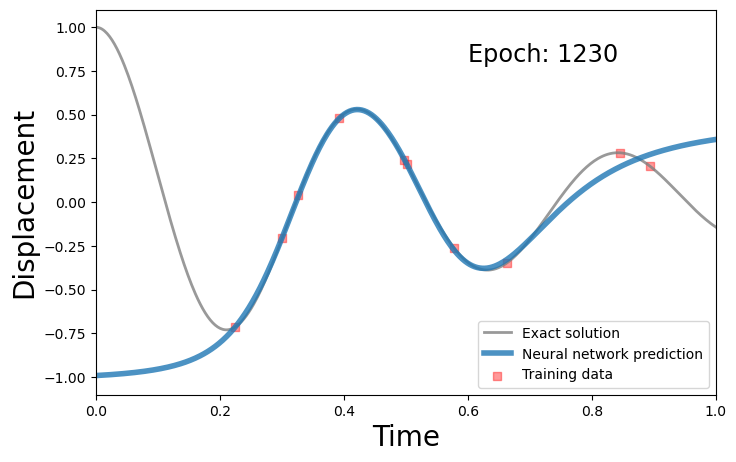 Epoch: 1230
Displacement
1.00
0.75
0.50
0.25
0.00
−0.25
−0.50
−0.75
−1.00
Exact solution
Neural network prediction
Training data
0.0 0.2 0.4 0.6 0.8 1.0
Time